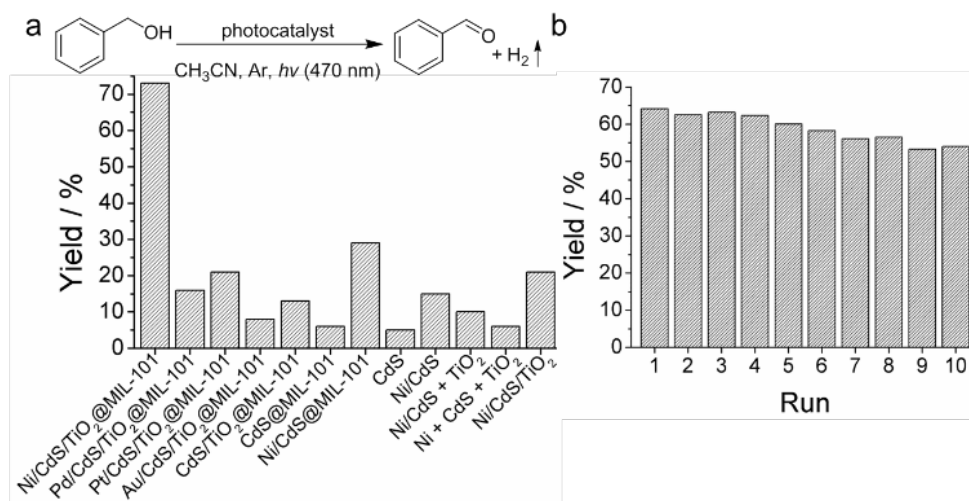 a
OH
photocatalyst
CH₃CN, Ar, hv (470 nm)
O
+ H₂ ↑
b
Yield / %
70
60
50
40
30
20
10
0
Ni/CdS/TiO₂@MIL-101
Pd/CdS/TiO₂@MIL-101
Pt/CdS/TiO₂@MIL-101
Au/CdS/TiO₂@MIL-101
CdS/TiO₂@MIL-101
CdS@MIL-101
Ni/CdS@MIL-101
CdS
Ni/CdS
Ni/CdS + TiO₂
Ni + CdS + TiO₂
Ni/CdS/TiO₂
Yield / %
70
60
50
40
30
20
10
0
1 2 3 4 5 6 7 8 9 10
Run